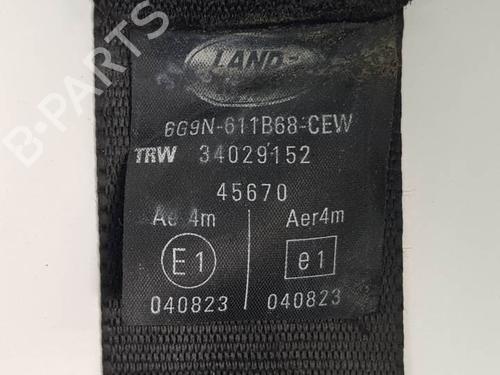 B-PARTS
LAND-
6G9N-611B68-CEW
TRW 34029152
45670
Ae 4m Aer4m
E1 e1
040823 040823